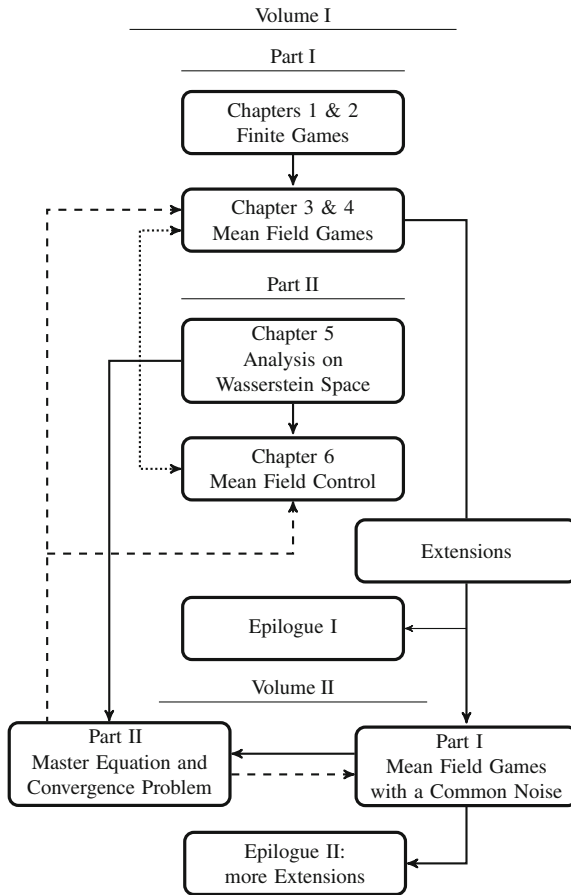 Volume I
Part I
Chapters 1 & 2
Finite Games
Chapter 3 & 4
Mean Field Games
Part II
Chapter 5
Analysis on
Wasserstein Space
Chapter 6
Mean Field Control
Extensions
Epilogue I
Volume II
Part II
Master Equation and
Convergence Problem
Part I
Mean Field Games
with a Common Noise
Epilogue II:
more Extensions